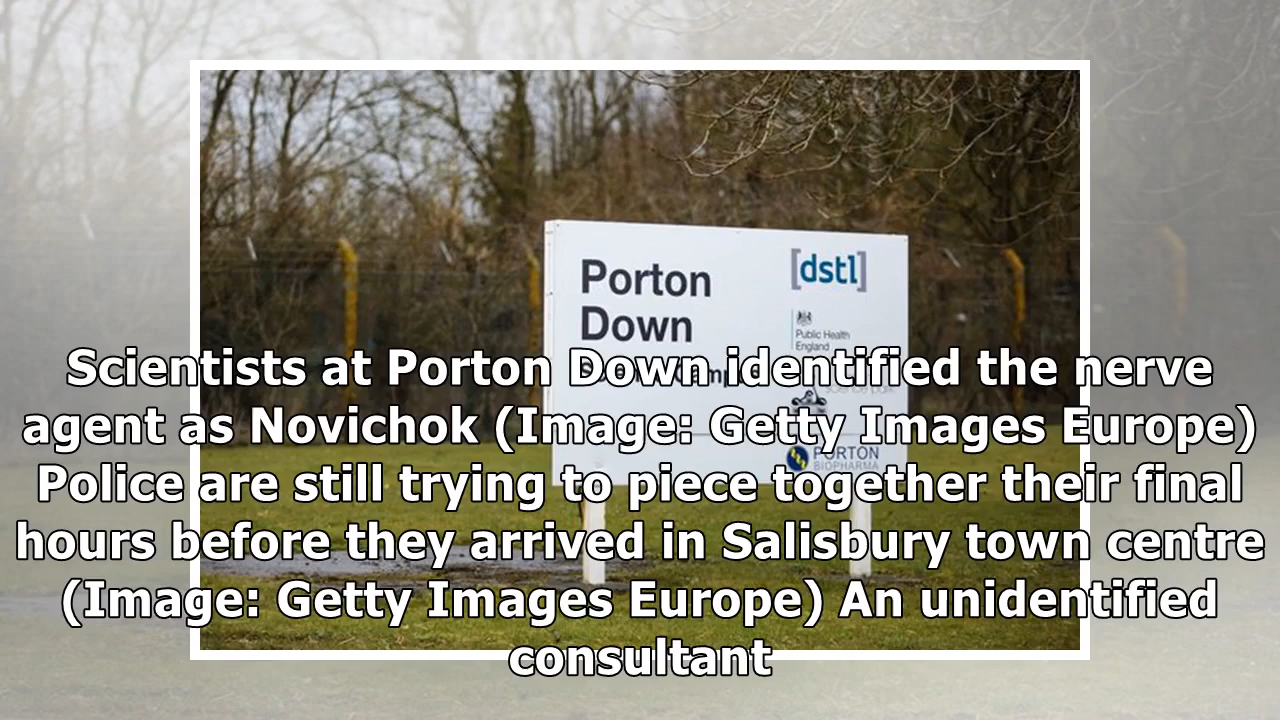 Porton
Down
[dstl]
Public Health
England
PORTON
BIOPHARMA
Scientists at Porton Down identified the nerve
agent as Novichok (Image: Getty Images Europe)
Police are still trying to piece together their final
hours before they arrived in Salisbury town centre
(Image: Getty Images Europe) An unidentified
consultant